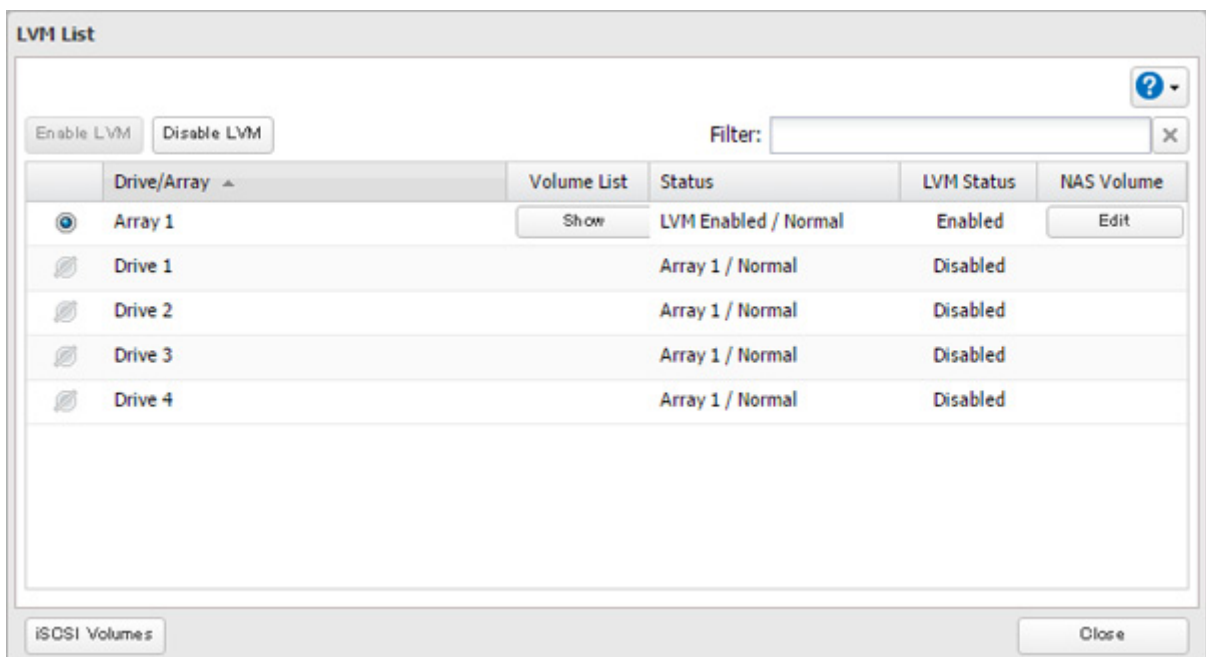 LVM List
?
Enable LVM Disable LVM Filter:
Drive/Array Volume List Status LVM Status NAS Volume
Array 1 Show LVM Enabled / Normal Enabled Edit
Drive 1 Array 1 / Normal Disabled
Drive 2 Array 1 / Normal Disabled
Drive 3 Array 1 / Normal Disabled
Drive 4 Array 1 / Normal Disabled
iSCSI Volumes Close